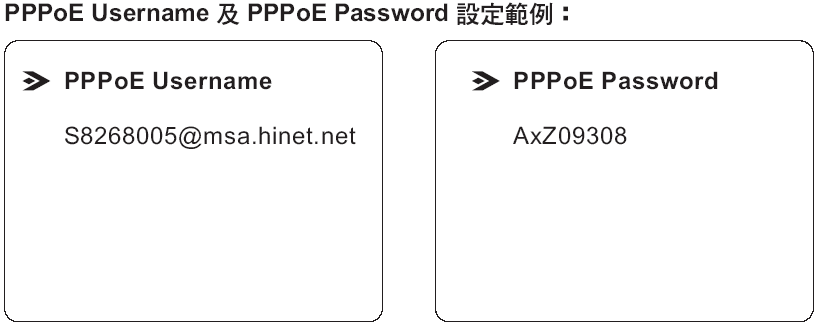 PPPoE Username 及 PPPoE Password 設定範例：
PPPoE Username
S8268005@msa.hinet.net
PPPoE Password
AxZ09308